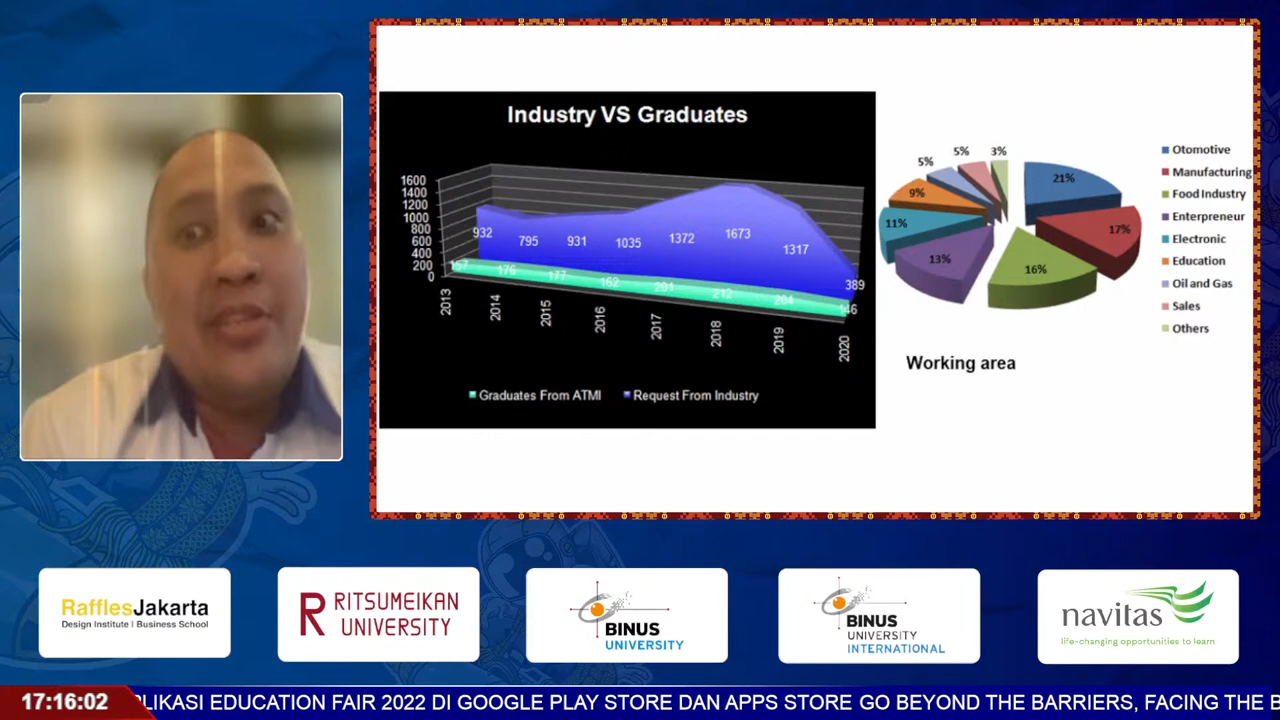 Industry VS Graduates
1600
1400
1200
1000
800
600
400
200
0
932
795
931
1035
1372
1673
1317
389
157
176
177
162
201
212
204
146
2013
2014
2015
2016
2017
2018
2019
2020
Graduates From ATMI
Request From Industry
5%
5%
3%
21%
9%
11%
17%
13%
16%
Otomotive
Manufacturing
Food Industry
Enterpreneur
Electronic
Education
Oil and Gas
Sales
Others
Working area
RafflesJakarta
Design Institute | Business School
R RITSUMEIKAN
UNIVERSITY
BINUS
UNIVERSITY
BINUS
UNIVERSITY
INTERNATIONAL
navitas
life-changing opportunities to learn
17:16:02 PLIKASI EDUCATION FAIR 2022 DI GOOGLE PLAY STORE DAN APPS STORE GO BEYOND THE BARRIERS, FACING THE